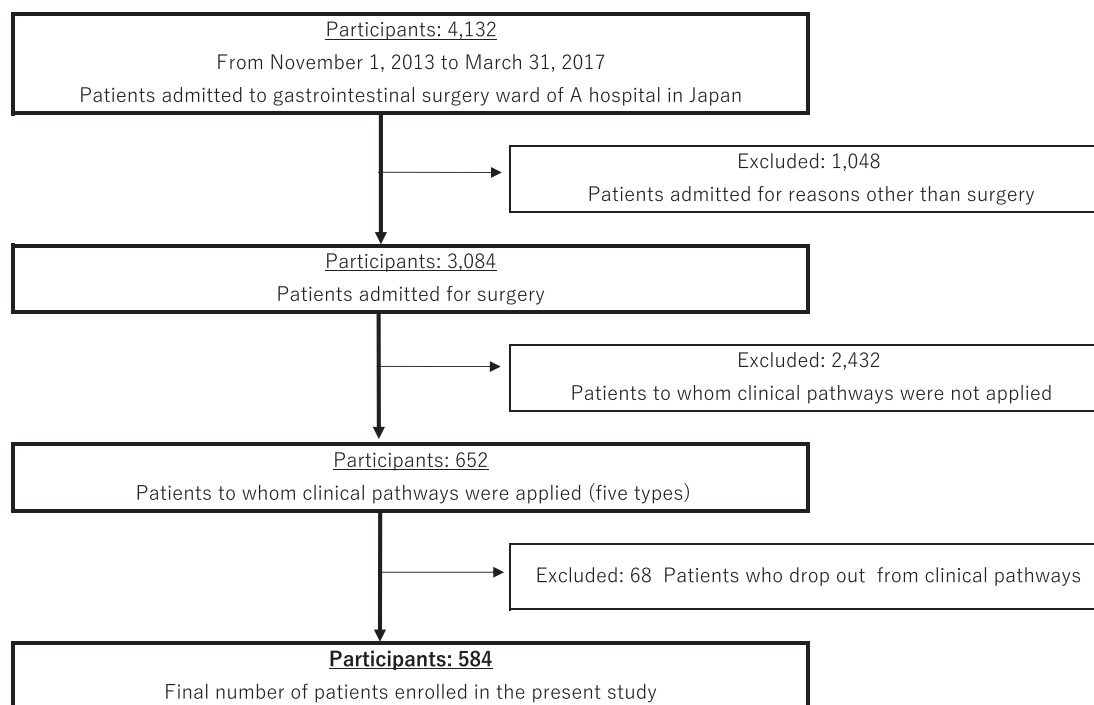 Participants: 4,132
From November 1, 2013 to March 31, 2017
Patients admitted to gastrointestinal surgery ward of A hospital in Japan
Excluded: 1,048
Patients admitted for reasons other than surgery
Participants: 3,084
Patients admitted for surgery
Excluded: 2,432
Patients to whom clinical pathways were not applied
Participants: 652
Patients to whom clinical pathways were applied (five types)
Excluded: 68 Patients who drop out from clinical pathways
Participants: 584
Final number of patients enrolled in the present study